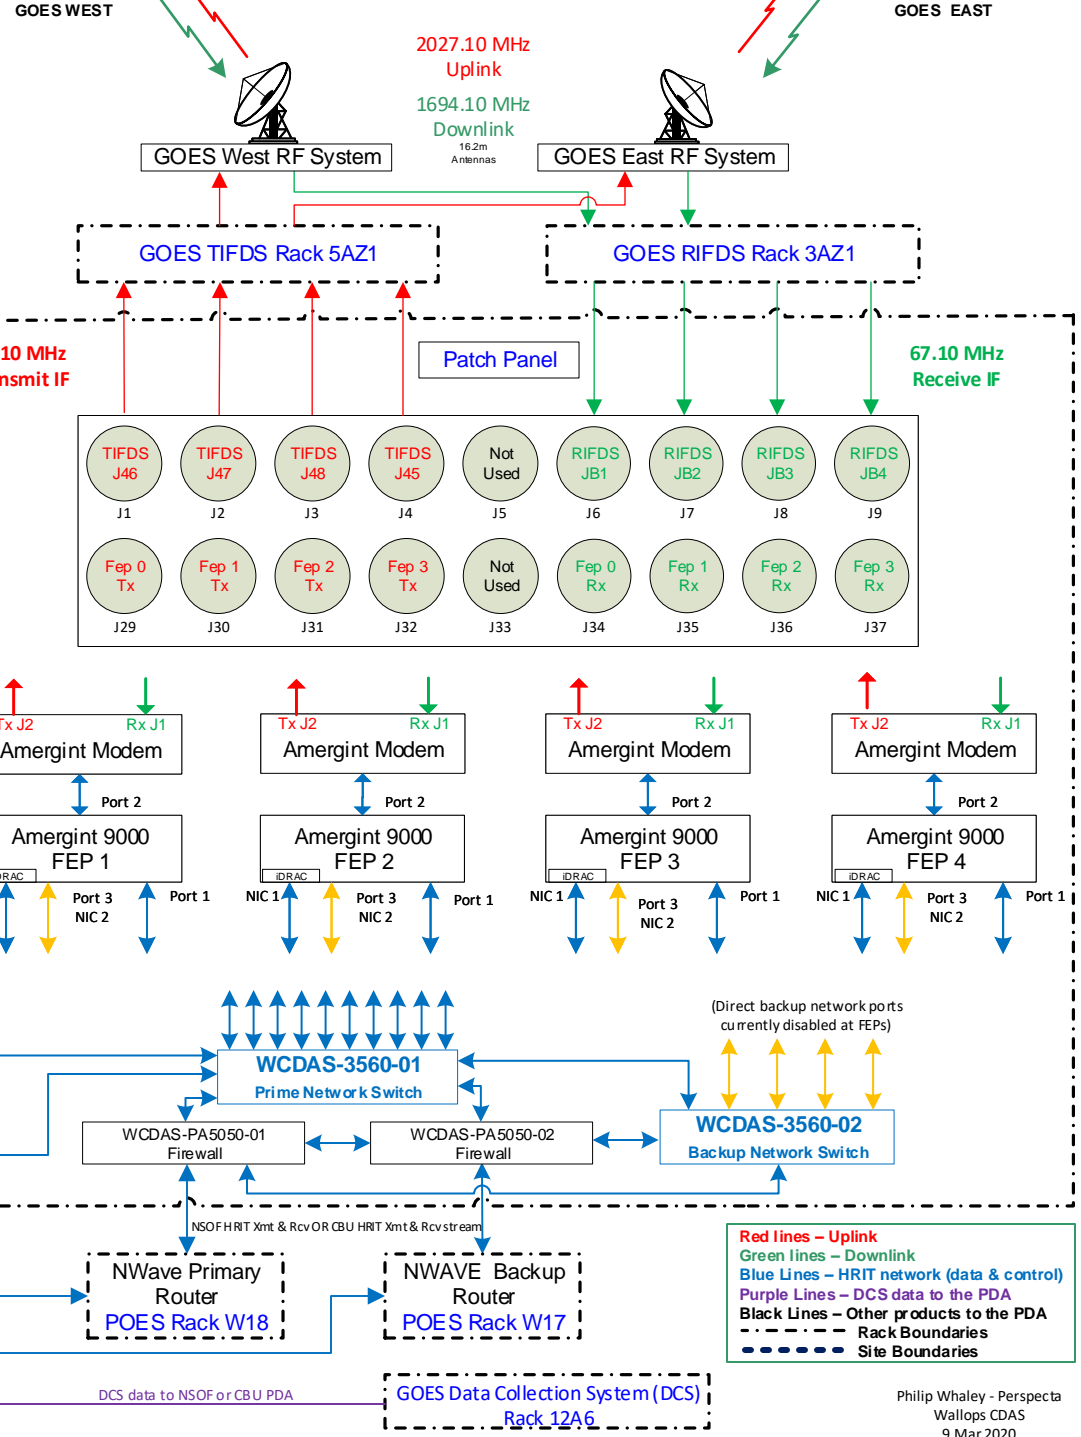 GOES WEST
GOES EAST
2027.10 MHz
Uplink
1694.10 MHz
Downlink
16.2m
Antennas
GOES West RF System
GOES East RF System
GOES TIFDS Rack 5AZ1
GOES RIFDS Rack 3AZ1
10 MHz
nsmit IF
Patch Panel
67.10 MHz
Receive IF
TIFDS J46
TIFDS J47
TIFDS J48
TIFDS J45
Not Used
RIFDS JB1
RIFDS JB2
RIFDS JB3
RIFDS JB4
J1 J2 J3 J4 J5 J6 J7 J8 J9
Fep 0 Tx
Fep 1 Tx
Fep 2 Tx
Fep 3 Tx
Not Used
Fep 0 Rx
Fep 1 Rx
Fep 2 Rx
Fep 3 Rx
J29 J30 J31 J32 J33 J34 J35 J36 J37
Tx J2 Rx J1
Amergint Modem
Tx J2 Rx J1
Amergint Modem
Tx J2 Rx J1
Amergint Modem
Tx J2 Rx J1
Amergint Modem
Port 2
Port 2
Port 2
Port 2
Amergint 9000
FEP 1
DRAC
Amergint 9000
FEP 2
iDRAC
Amergint 9000
FEP 3
iDRAC
Amergint 9000
FEP 4
iDRAC
Port 3
NIC 2
Port 1
NIC 1
Port 3
NIC 2
Port 1
NIC 1
Port 3
NIC 2
Port 1
NIC 1
Port 3
NIC 2
Port 1
(Direct backup network ports
currently disabled at FEPs)
WCDAS-3560-01
Prime Network Switch
WCDAS-PA5050-01
Firewall
WCDAS-PA5050-02
Firewall
WCDAS-3560-02
Backup Network Switch
NSOF HRIT Xmt & Rcv OR CBU HRIT Xmt & Rcv stream
NWave Primary
Router
POES Rack W18
NWAVE Backup
Router
POES Rack W17
Red lines – Uplink
Green lines – Downlink
Blue Lines – HRIT network (data & control)
Purple Lines – DCS data to the PDA
Black Lines – Other products to the PDA
Rack Boundaries
Site Boundaries
DCS data to NSOF or CBU PDA
GOES Data Collection System (DCS)
Rack 12A6
Philip Whaley - Perspecta
Wallops CDAS
9 Mar 2020